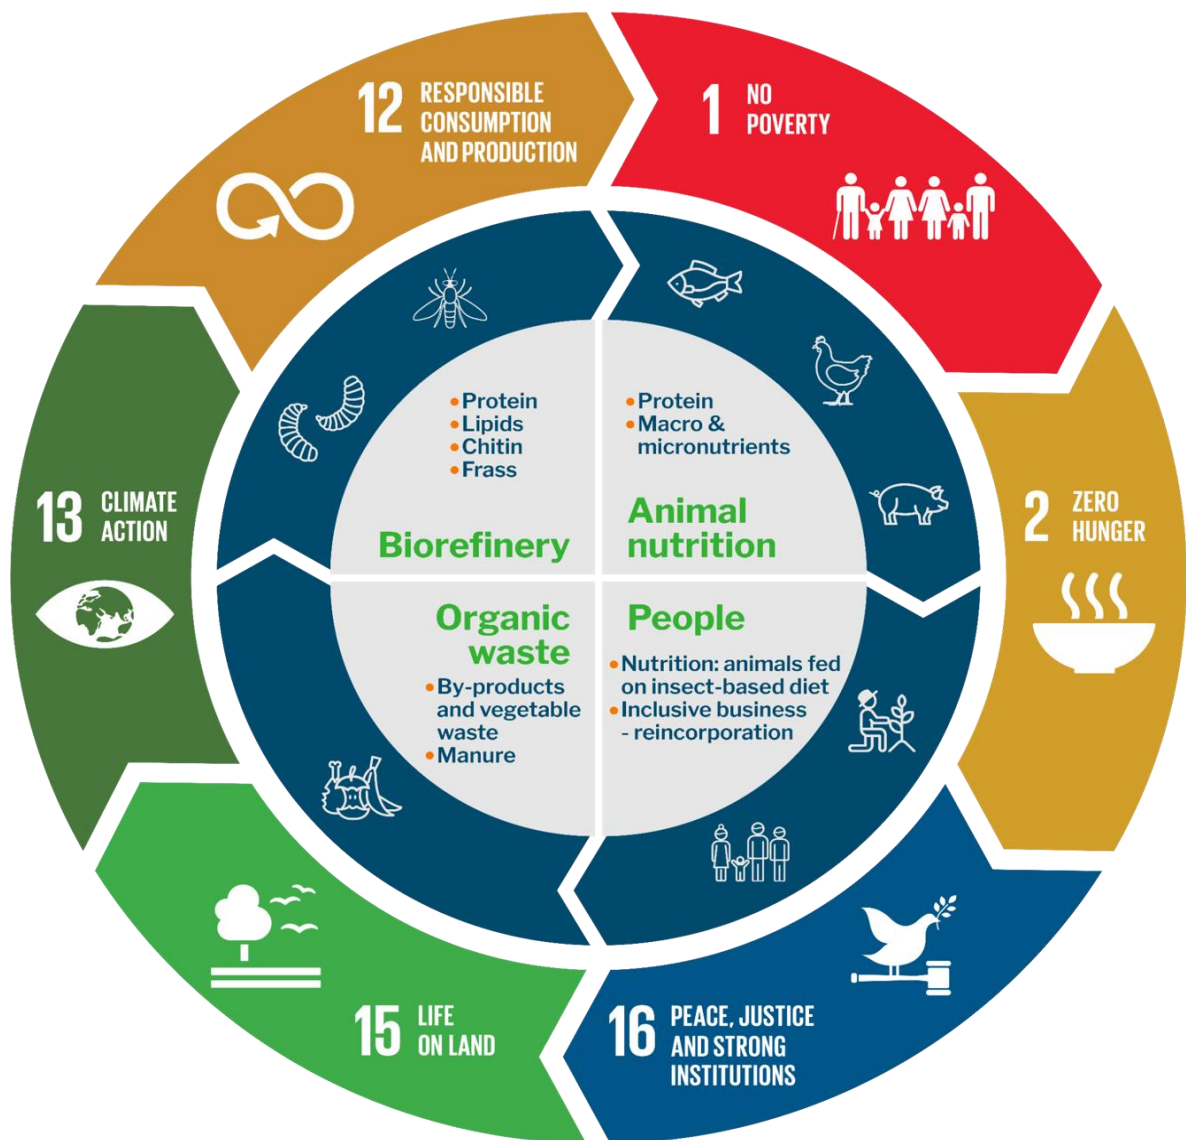 12 RESPONSIBLE
CONSUMPTION
AND PRODUCTION
1 NO
POVERTY
2 ZERO
HUNGER
16 PEACE, JUSTICE
AND STRONG
INSTITUTIONS
15 LIFE
ON LAND
13 CLIMATE
ACTION
• Protein
• Lipids
• Chitin
• Frass
Biorefinery
• Protein
• Macro &
micronutrients
Animal
nutrition
Organic
waste
• By-products
and vegetable
waste
• Manure
People
• Nutrition: animals fed
on insect-based diet
• Inclusive business
- reincorporation